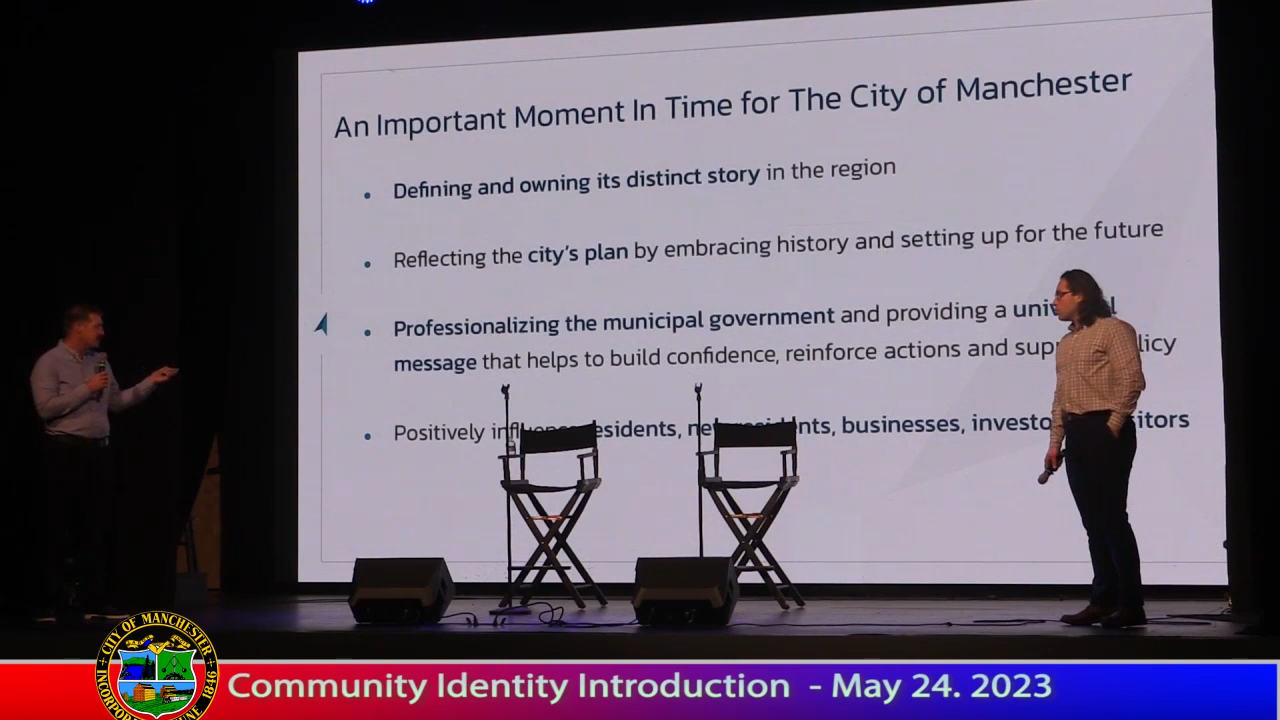 An Important Moment In Time for The City of Manchester
• Defining and owning its distinct story in the region
• Reflecting the city's plan by embracing history and setting up for the future
• Professionalizing the municipal government and providing a
message that helps to build confidence, reinforce actions and
• Positively residents, businesses,
CITY OF MANCHESTER
1846
Community Identity Introduction - May 24. 2023